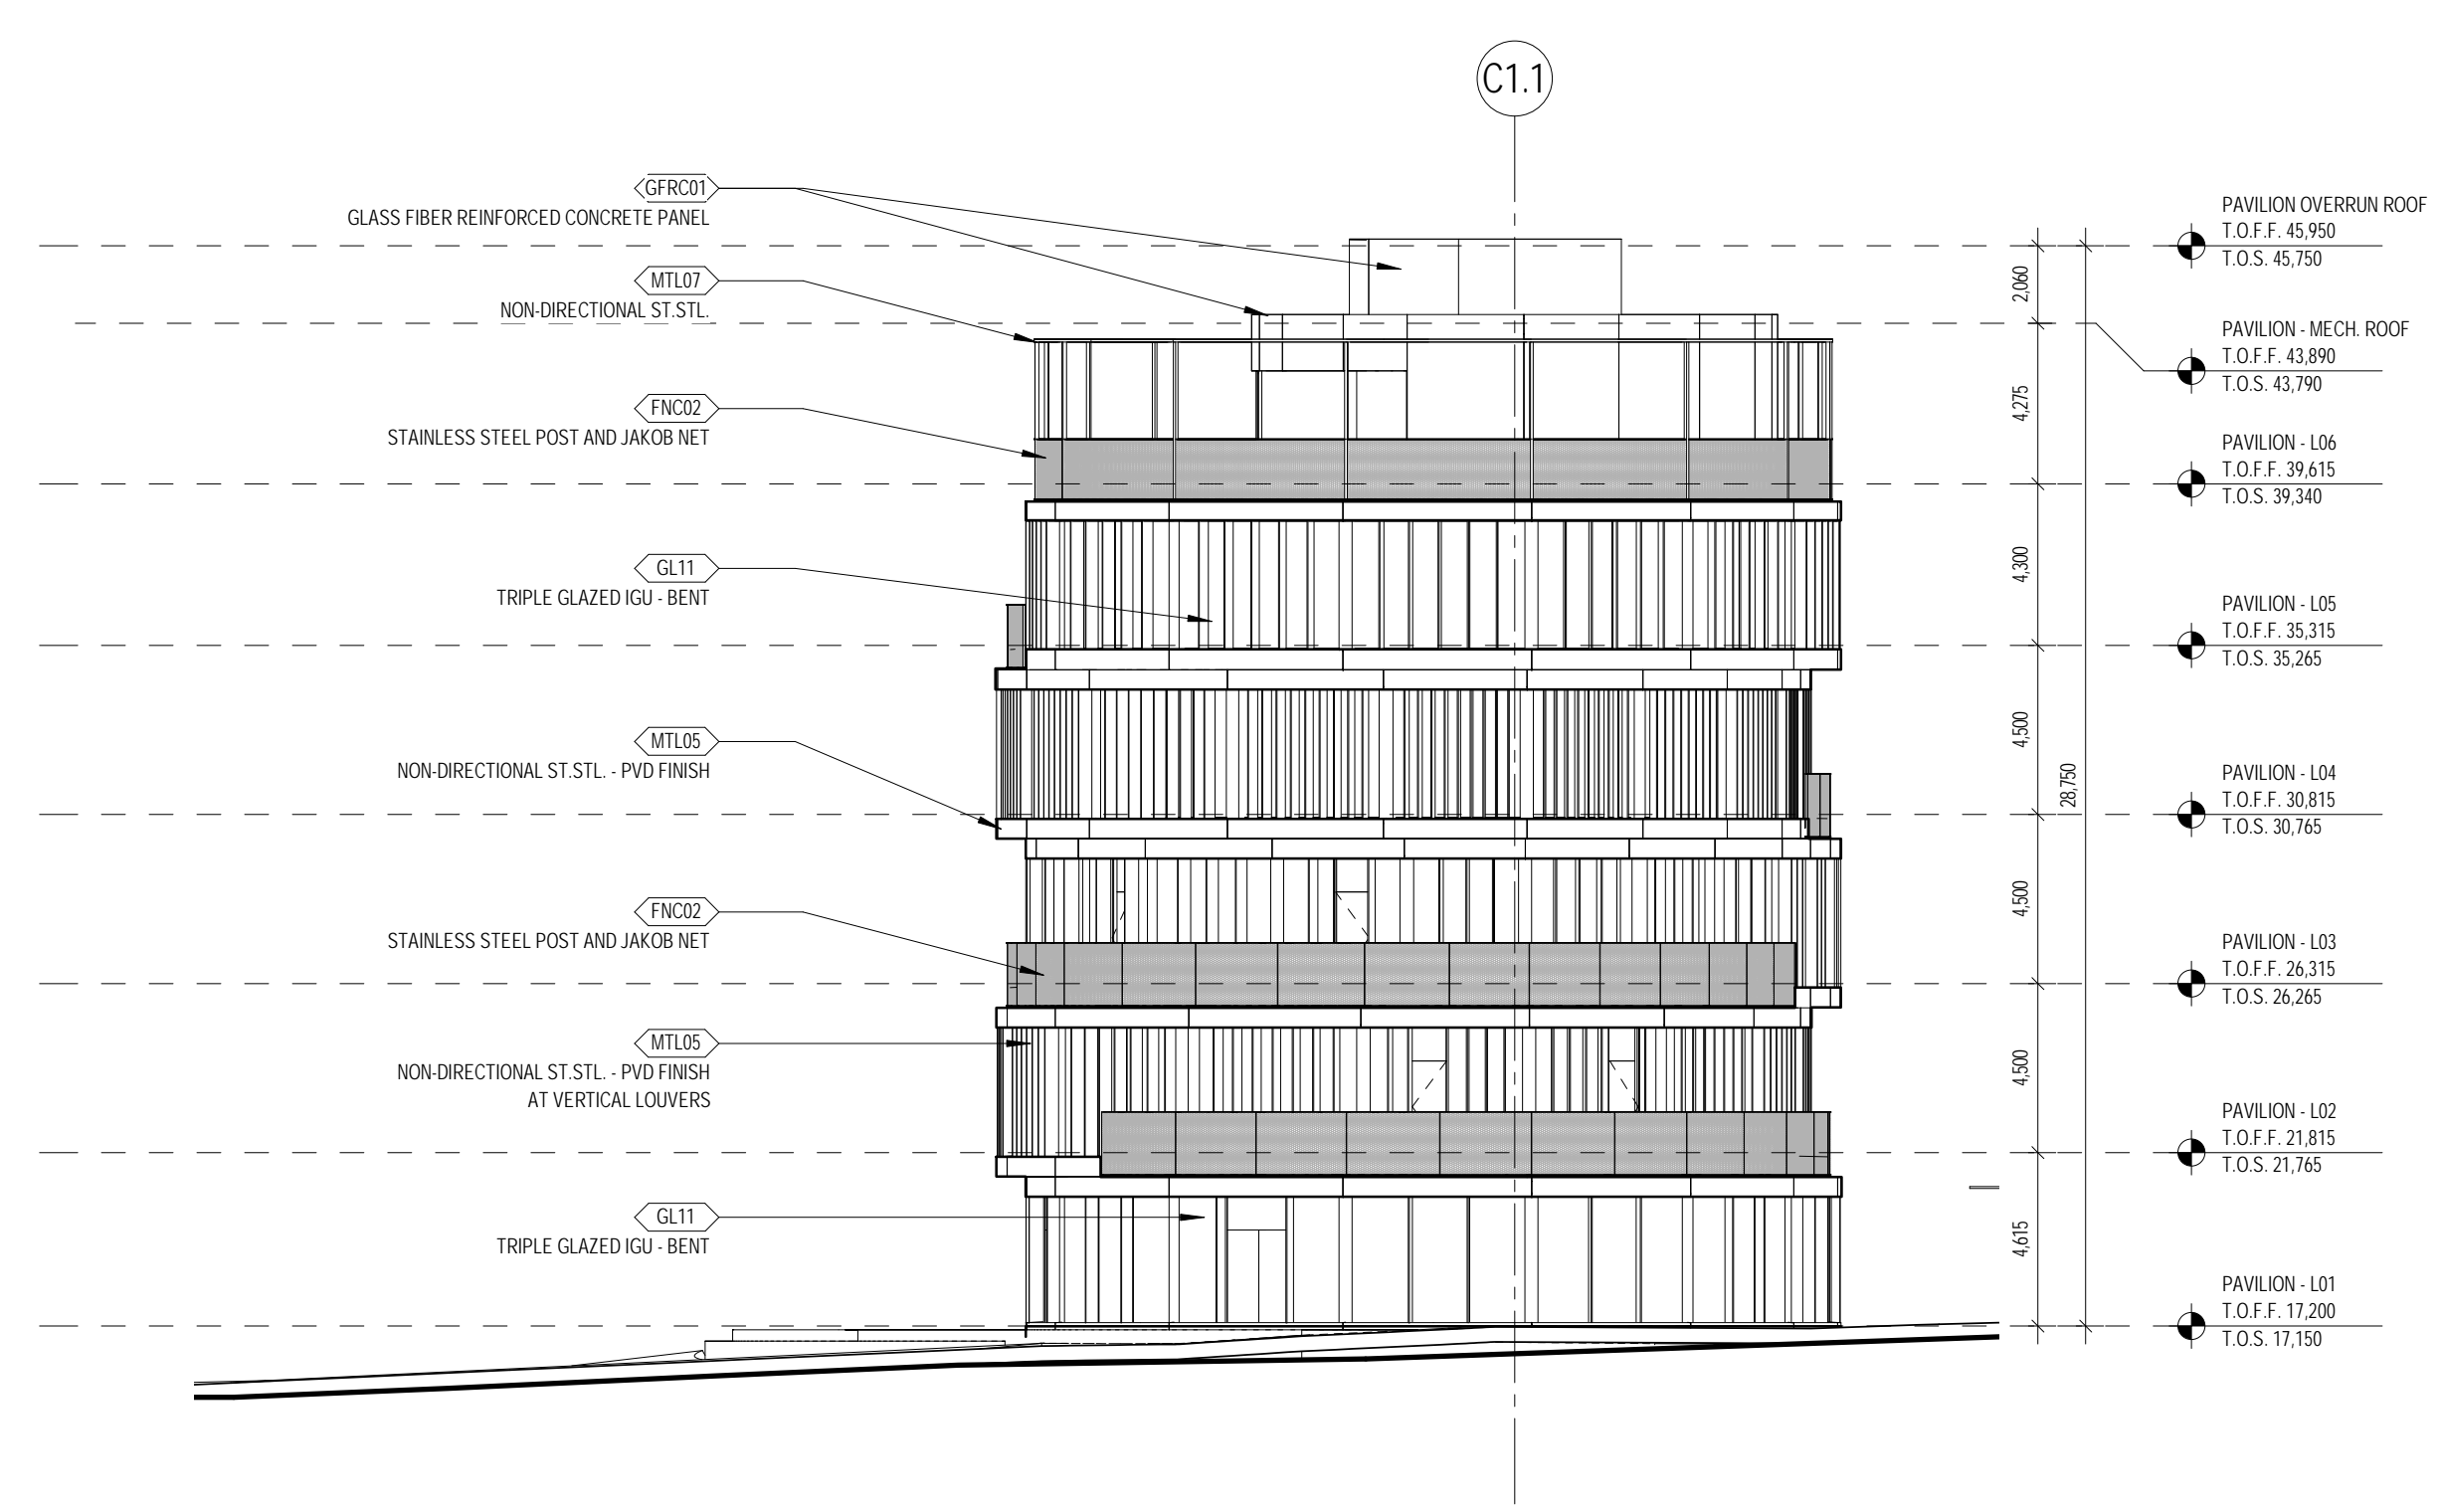 C1.1
GFRC01
GLASS FIBER REINFORCED CONCRETE PANEL
MTL07
NON-DIRECTIONAL ST.STL.
FNC02
STAINLESS STEEL POST AND JAKOB NET
GL11
TRIPLE GLAZED IGU - BENT
MTL05
NON-DIRECTIONAL ST.STL. - PVD FINISH
FNC02
STAINLESS STEEL POST AND JAKOB NET
MTL05
NON-DIRECTIONAL ST.STL. - PVD FINISH
AT VERTICAL LOUVERS
GL11
TRIPLE GLAZED IGU - BENT
2,060
4,275
4,300
4,500
4,500
4,500
4,615
28,750
PAVILION OVERRUN ROOF
T.O.F.F. 45,950
T.O.S. 45,750
PAVILION - MECH. ROOF
T.O.F.F. 43,890
T.O.S. 43,790
PAVILION - L06
T.O.F.F. 39,615
T.O.S. 39,340
PAVILION - L05
T.O.F.F. 35,315
T.O.S. 35,265
PAVILION - L04
T.O.F.F. 30,815
T.O.S. 30,765
PAVILION - L03
T.O.F.F. 26,315
T.O.S. 26,265
PAVILION - L02
T.O.F.F. 21,815
T.O.S. 21,765
PAVILION - L01
T.O.F.F. 17,200
T.O.S. 17,150